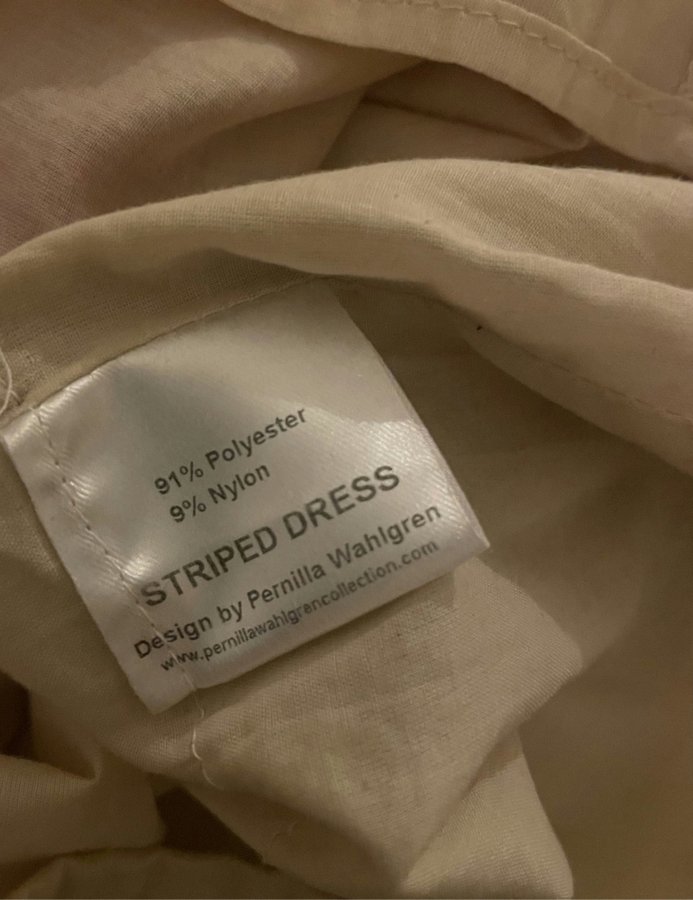 91% Polyester
9% Nylon
STRIPED DRESS
Design by Pernilla Wahlgren
www.pernillawahlgrencollection.com